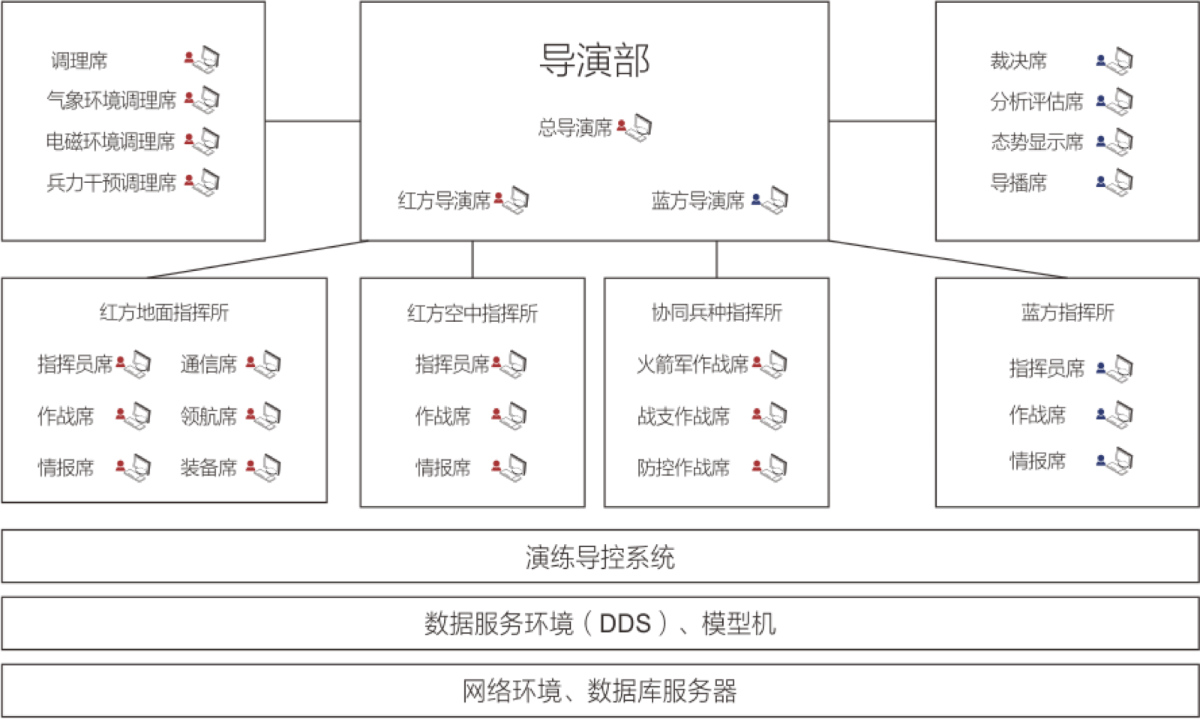 调理席
气象环境调理席
电磁环境调理席
兵力干预调理席
导演部
总导演席
红方导演席
蓝方导演席
裁决席
分析评估席
态势显示席
导播席
红方地面指挥所
指挥员席
通信席
作战席
领航席
情报席
装备席
红方空中指挥所
指挥员席
作战席
情报席
协同兵种指挥所
火箭军作战席
战支作战席
防控作战席
蓝方指挥所
指挥员席
作战席
情报席
演练导控系统
数据服务环境（DDS）、模型机
网络环境、数据库服务器